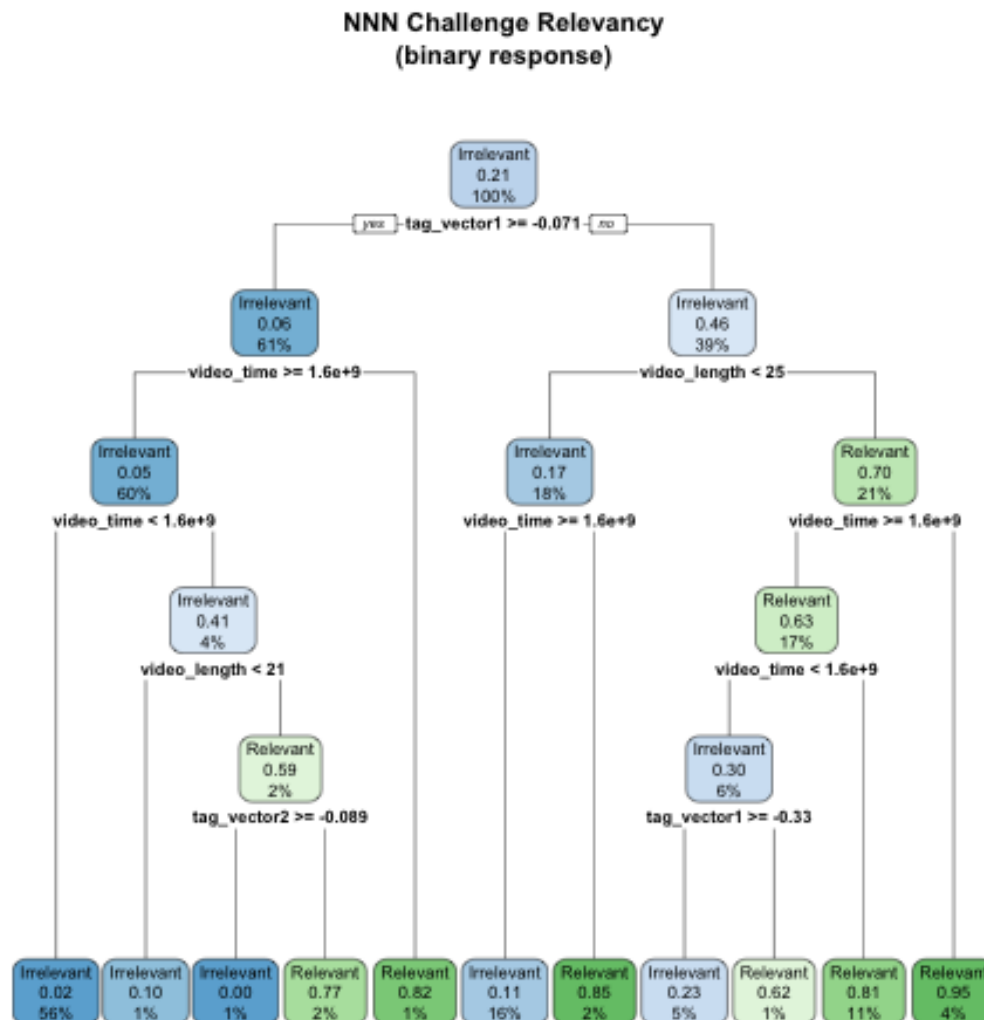 NNN Challenge Relevancy
(binary response)
Irrelevant
0.21
100%
yes tag_vector1 >= -0.071 no
Irrelevant
0.06
61%
video_time >= 1.6e+9
Irrelevant
0.46
39%
video_length < 25
Irrelevant
0.05
60%
video_time < 1.6e+9
Irrelevant
0.17
18%
video_time >= 1.6e+9
Relevant
0.70
21%
video_time >= 1.6e+9
Irrelevant
0.41
4%
video_length < 21
Relevant
0.63
17%
video_time < 1.6e+9
Relevant
0.59
2%
tag_vector2 >= -0.089
Irrelevant
0.30
6%
tag_vector1 >= -0.33
Irrelevant
0.02
56%
Irrelevant
0.10
1%
Irrelevant
0.00
1%
Relevant
0.77
2%
Relevant
0.82
1%
Irrelevant
0.11
16%
Relevant
0.85
2%
Irrelevant
0.23
5%
Relevant
0.62
1%
Relevant
0.81
11%
Relevant
0.95
4%